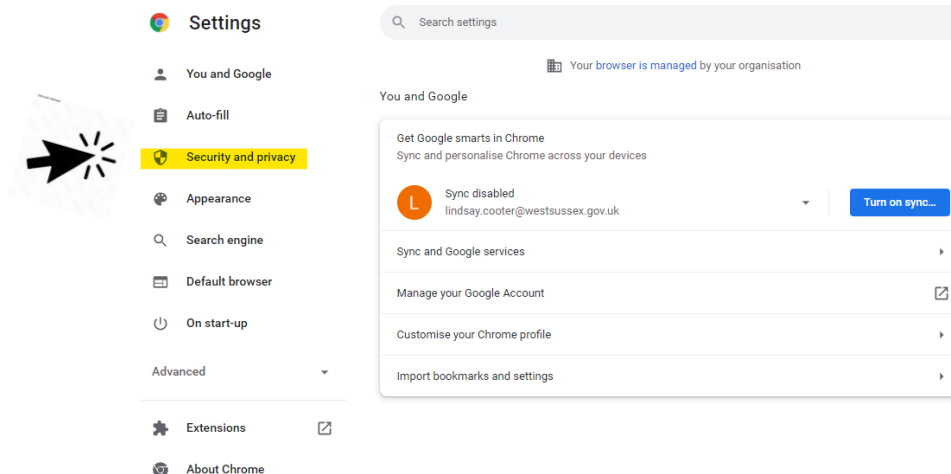 Settings
You and Google
Auto-fill
Security and privacy
Appearance
Search engine
Default browser
On start-up
Advanced
Extensions
About Chrome
Search settings
Your browser is managed by your organisation
You and Google
Get Google smarts in Chrome
Sync and personalise Chrome across your devices
L
Sync disabled
lindsay.cooter@westsussex.gov.uk
Turn on sync...
Sync and Google services
Manage your Google Account
Customise your Chrome profile
Import bookmarks and settings